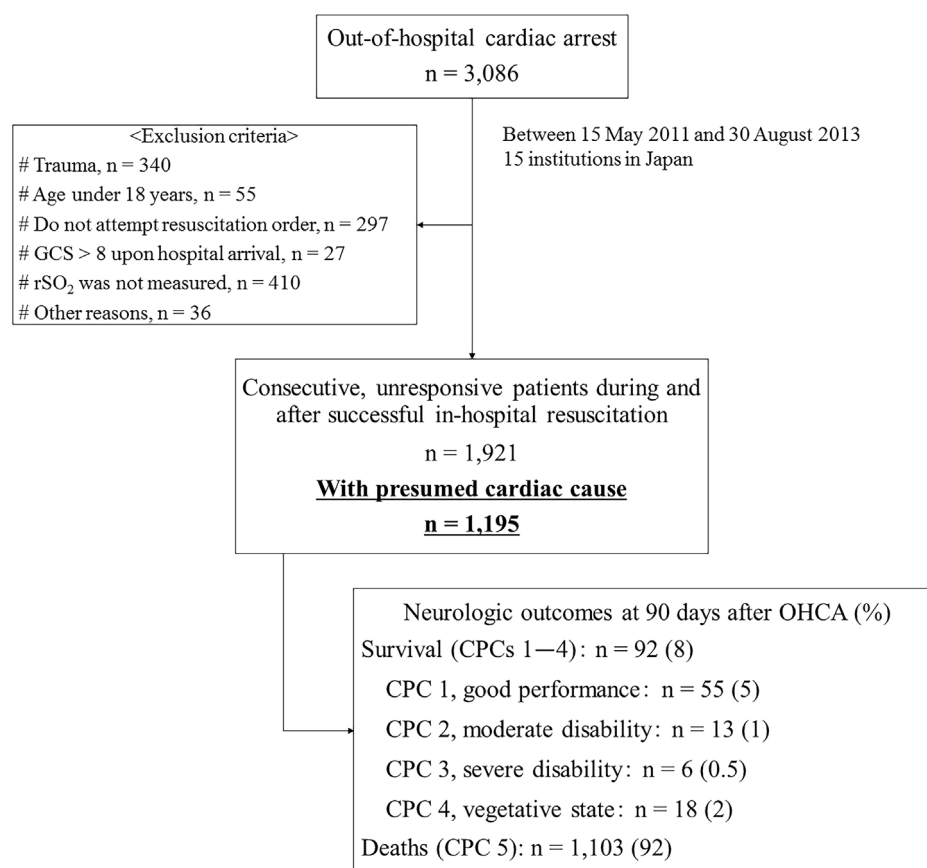 Out-of-hospital cardiac arrest
n = 3,086
Between 15 May 2011 and 30 August 2013
15 institutions in Japan
<Exclusion criteria>
# Trauma, n = 340
# Age under 18 years, n = 55
# Do not attempt resuscitation order, n = 297
# GCS > 8 upon hospital arrival, n = 27
# rSO₂ was not measured, n = 410
# Other reasons, n = 36
Consecutive, unresponsive patients during and
after successful in-hospital resuscitation
n = 1,921
With presumed cardiac cause
n = 1,195
Neurologic outcomes at 90 days after OHCA (%)
Survival (CPCs 1—4): n = 92 (8)
CPC 1, good performance: n = 55 (5)
CPC 2, moderate disability: n = 13 (1)
CPC 3, severe disability: n = 6 (0.5)
CPC 4, vegetative state: n = 18 (2)
Deaths (CPC 5): n = 1,103 (92)